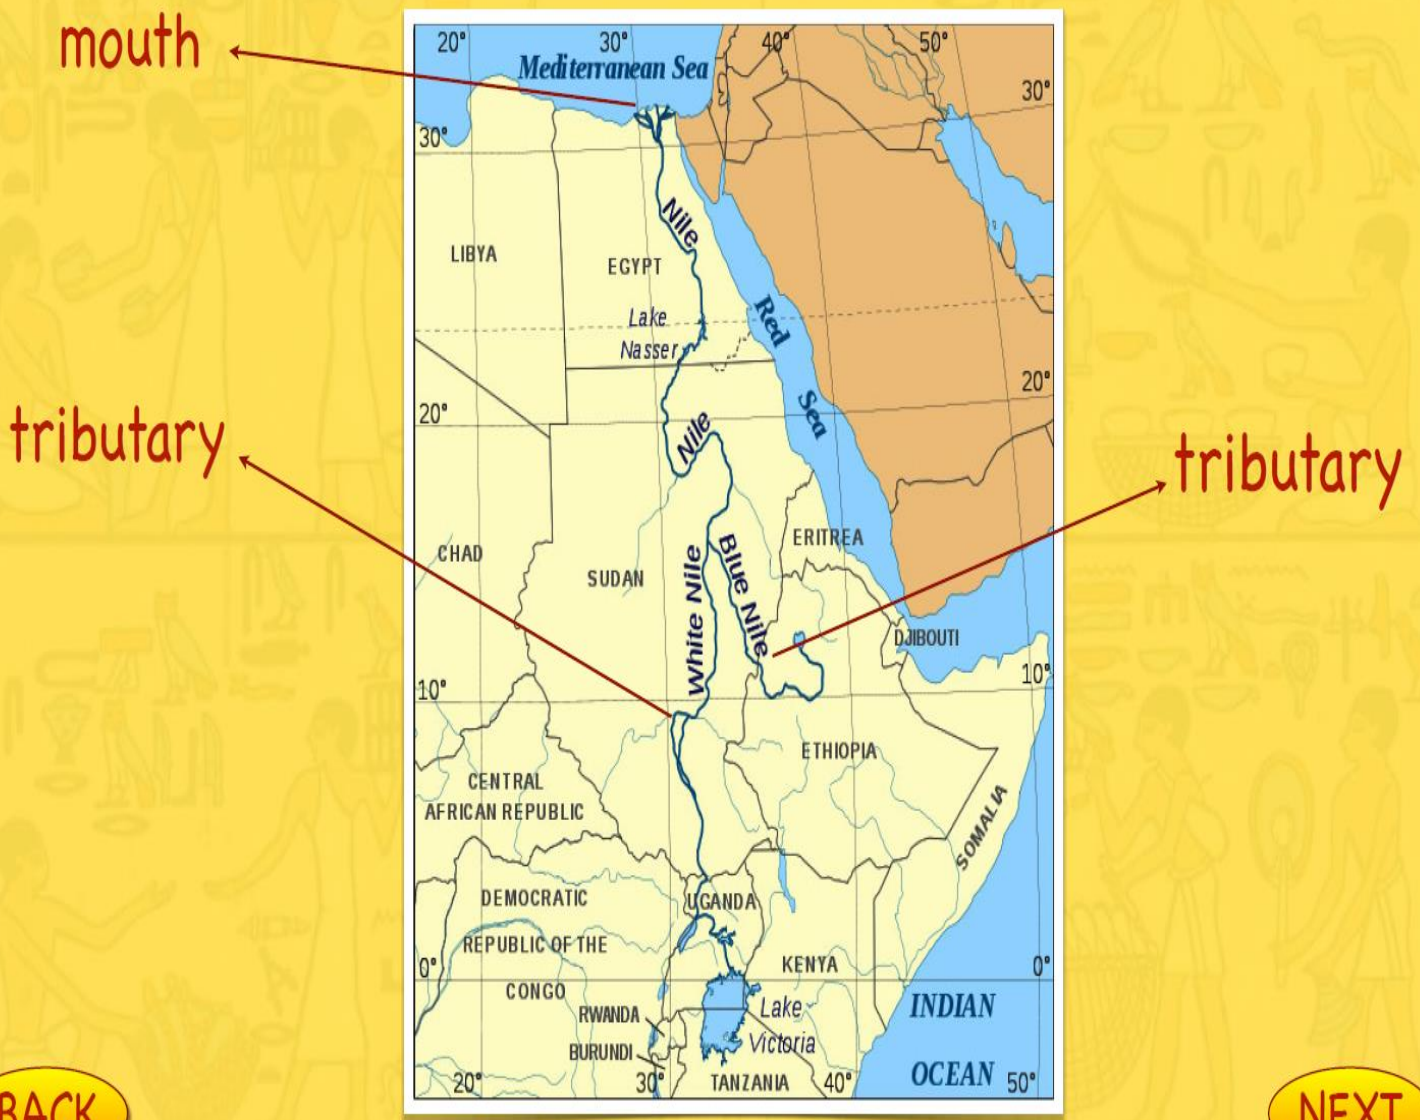 mouth
20°
30°
40°
50°
Mediterranean Sea
30°
30°
Nile
LIBYA
EGYPT
Lake
Nasser
Red
Sea
20°
20°
Nile
tributary
tributary
CHAD
SUDAN
White Nile
Blue Nile
ERITREA
DJIBOUTI
10°
10°
ETHIOPIA
CENTRAL
AFRICAN REPUBLIC
SOMALIA
DEMOCRATIC
REPUBLIC OF THE
CONGO
UGANDA
KENYA
0°
0°
RWANDA
BURUNDI
Lake
Victoria
INDIAN
OCEAN
TANZANIA
20°
30°
40°
50°
BACK
NEXT